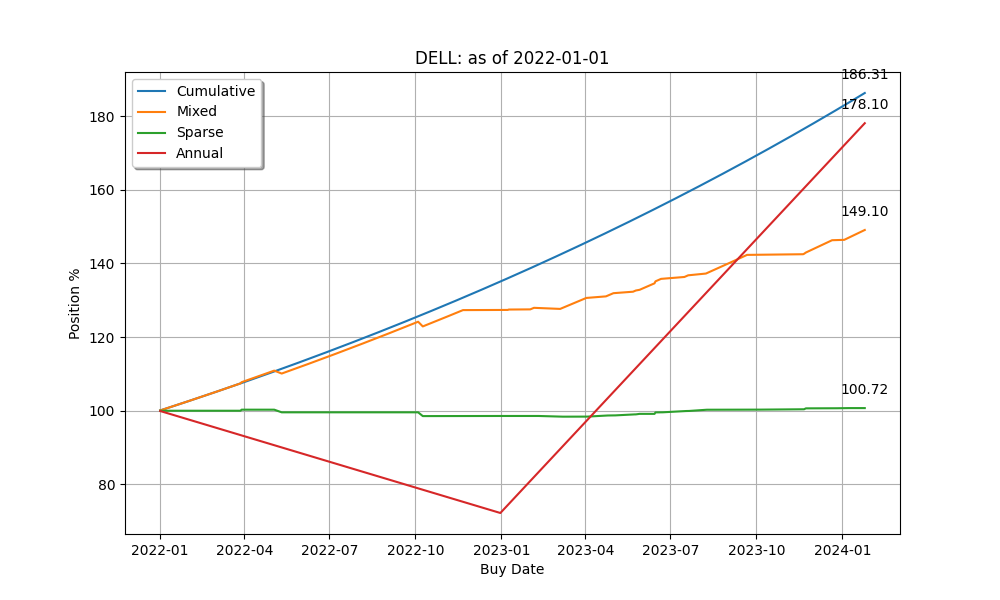 DELL: as of 2022-01-01
186.31
Cumulative
178.10
Mixed
Sparse
Annual
149.10
100.72
180
160
140
120
100
80
Position %
2022-01 2022-04 2022-07 2022-10 2023-01 2023-04 2023-07 2023-10 2024-01
Buy Date